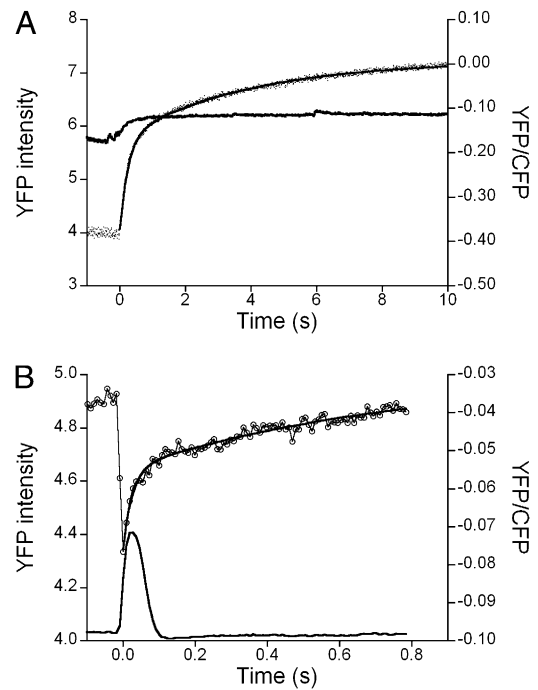 A
8
7
6
5
4
3
YFP intensity
0.10
0.00
-0.10
-0.20
-0.30
-0.40
-0.50
YFP/CFP
0 2 4 6 8 10
Time (s)
B
5.0
4.8
4.6
4.4
4.2
4.0
YFP intensity
-0.03
-0.04
-0.05
-0.06
-0.07
-0.08
-0.09
-0.10
YFP/CFP
0.0 0.2 0.4 0.6 0.8
Time (s)